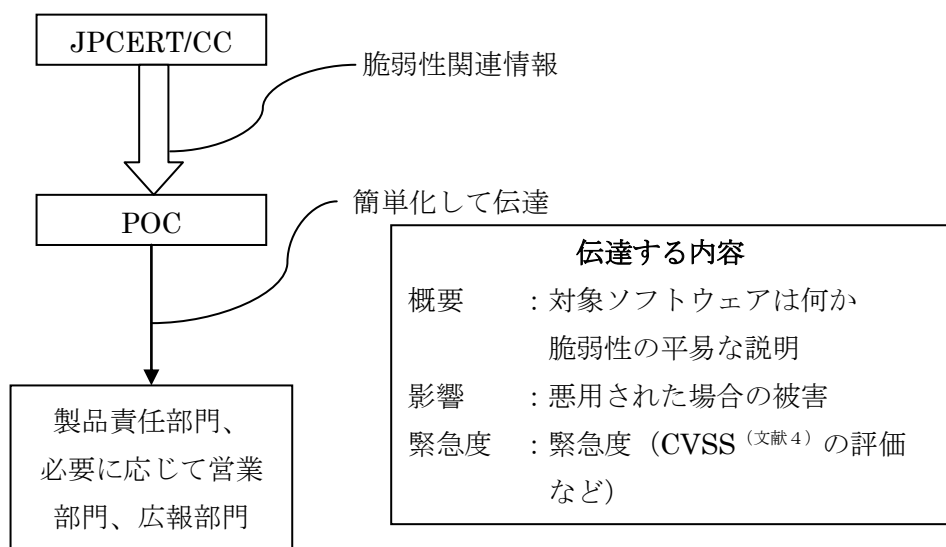 JPCERT/CC
脆弱性関連情報
POC
簡単化して伝達
伝達する内容
概要 :対象ソフトウェアは何か
脆弱性の平易な説明
影響 :悪用された場合の被害
緊急度 :緊急度(CVSS(文献4)の評価
など)
製品責任部門、
必要に応じて営業
部門、広報部門